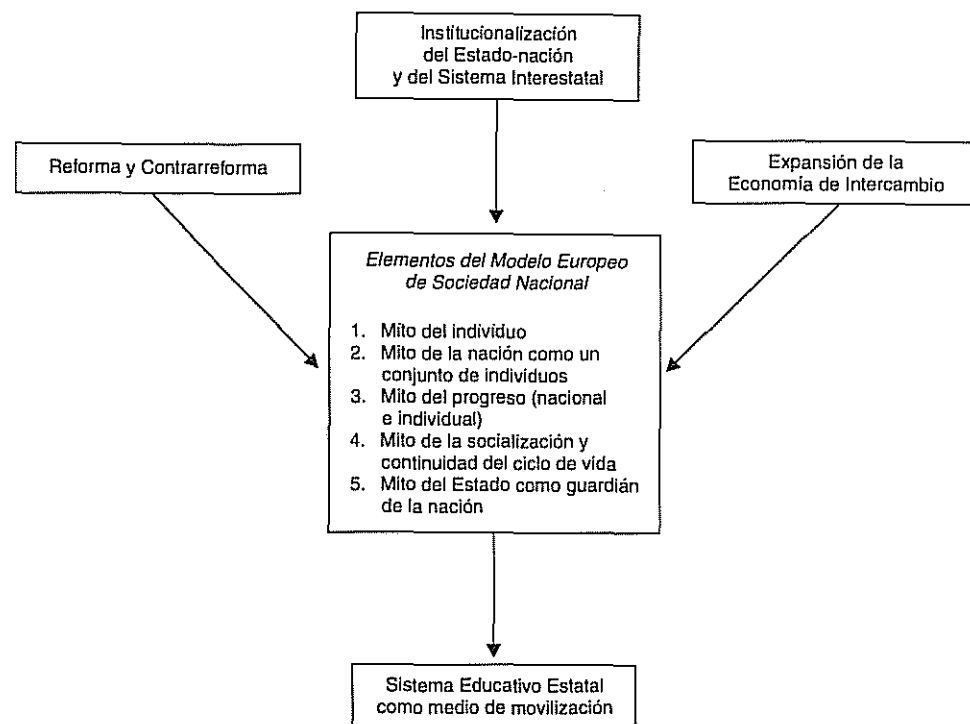 Institucionalización
del Estado-nación
y del Sistema Interestatal
Reforma y Contrarreforma
Expansión de la
Economía de Intercambio
Elementos del Modelo Europeo
de Sociedad Nacional
1. Mito del individuo
2. Mito de la nación como un
conjunto de individuos
3. Mito del progreso (nacional
e individual)
4. Mito de la socialización y
continuidad del ciclo de vida
5. Mito del Estado como guardián
de la nación
Sistema Educativo Estatal
como medio de movilización